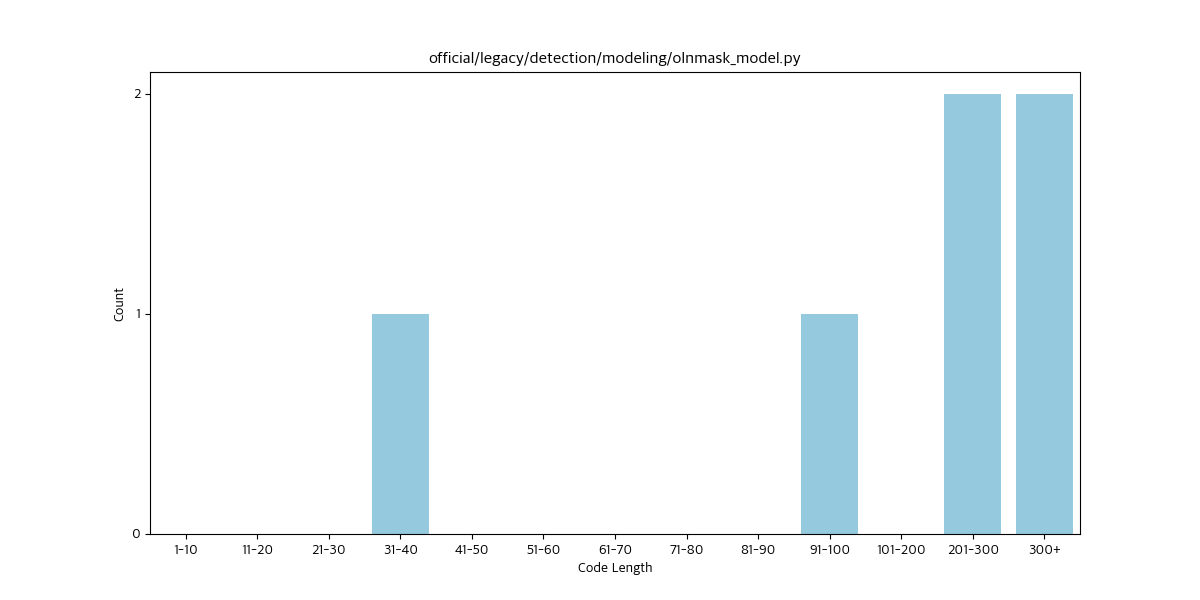 official/legacy/detection/modeling/olnmask_model.py
2
1
0
Count
1-10 11-20 21-30 31-40 41-50 51-60 61-70 71-80 81-90 91-100 101-200 201-300 300+
Code Length